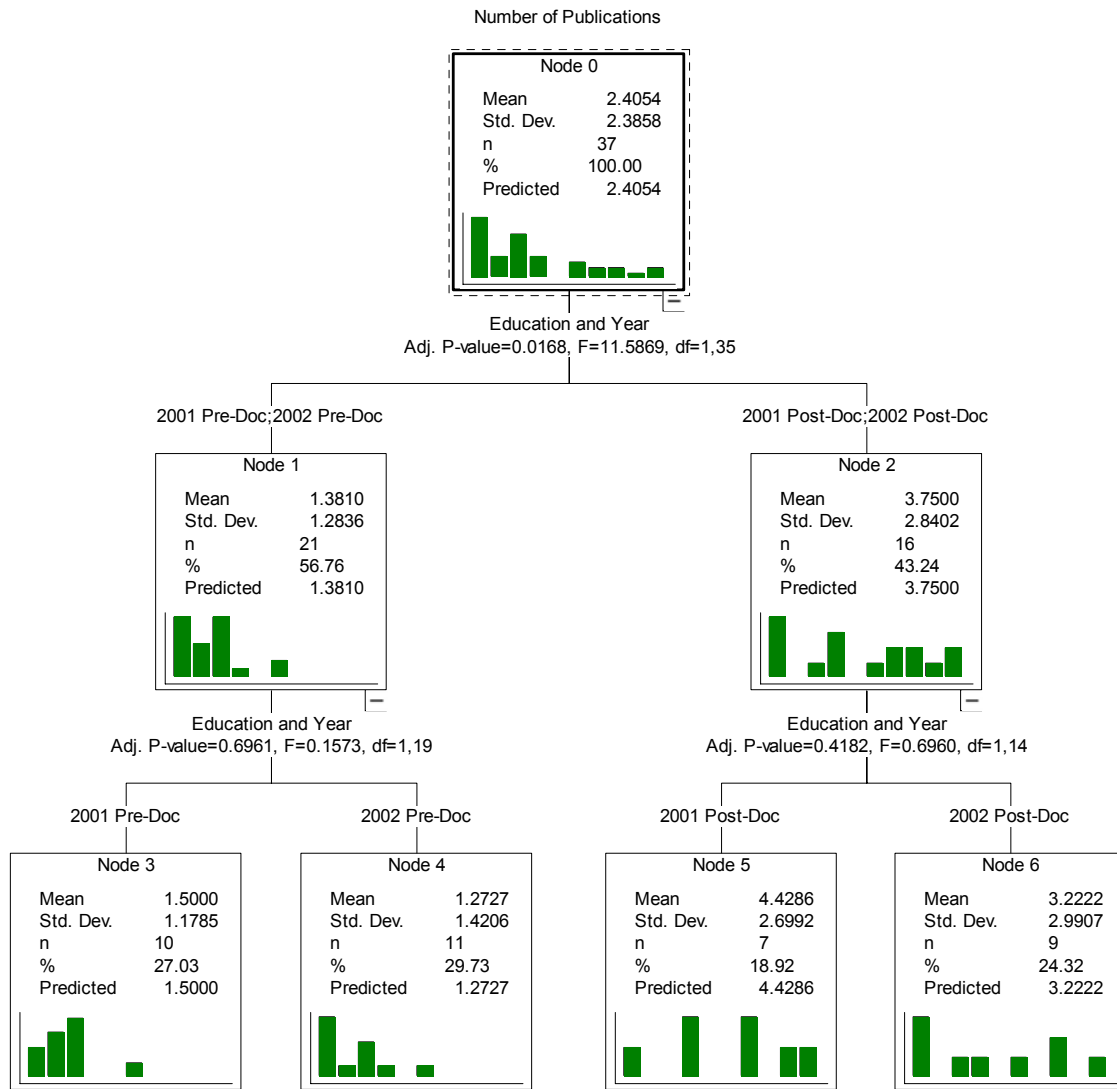 Number of Publications
Node 0
Mean 2.4054
Std. Dev. 2.3858
n 37
% 100.00
Predicted 2.4054
Education and Year
Adj. P-value=0.0168, F=11.5869, df=1,35
2001 Pre-Doc;2002 Pre-Doc
Node 1
Mean 1.3810
Std. Dev. 1.2836
n 21
% 56.76
Predicted 1.3810
2001 Post-Doc;2002 Post-Doc
Node 2
Mean 3.7500
Std. Dev. 2.8402
n 16
% 43.24
Predicted 3.7500
Education and Year
Adj. P-value=0.6961, F=0.1573, df=1,19
Education and Year
Adj. P-value=0.4182, F=0.6960, df=1,14
2001 Pre-Doc
Node 3
Mean 1.5000
Std. Dev. 1.1785
n 10
% 27.03
Predicted 1.5000
2002 Pre-Doc
Node 4
Mean 1.2727
Std. Dev. 1.4206
n 11
% 29.73
Predicted 1.2727
2001 Post-Doc
Node 5
Mean 4.4286
Std. Dev. 2.6992
n 7
% 18.92
Predicted 4.4286
2002 Post-Doc
Node 6
Mean 3.2222
Std. Dev. 2.9907
n 9
% 24.32
Predicted 3.2222